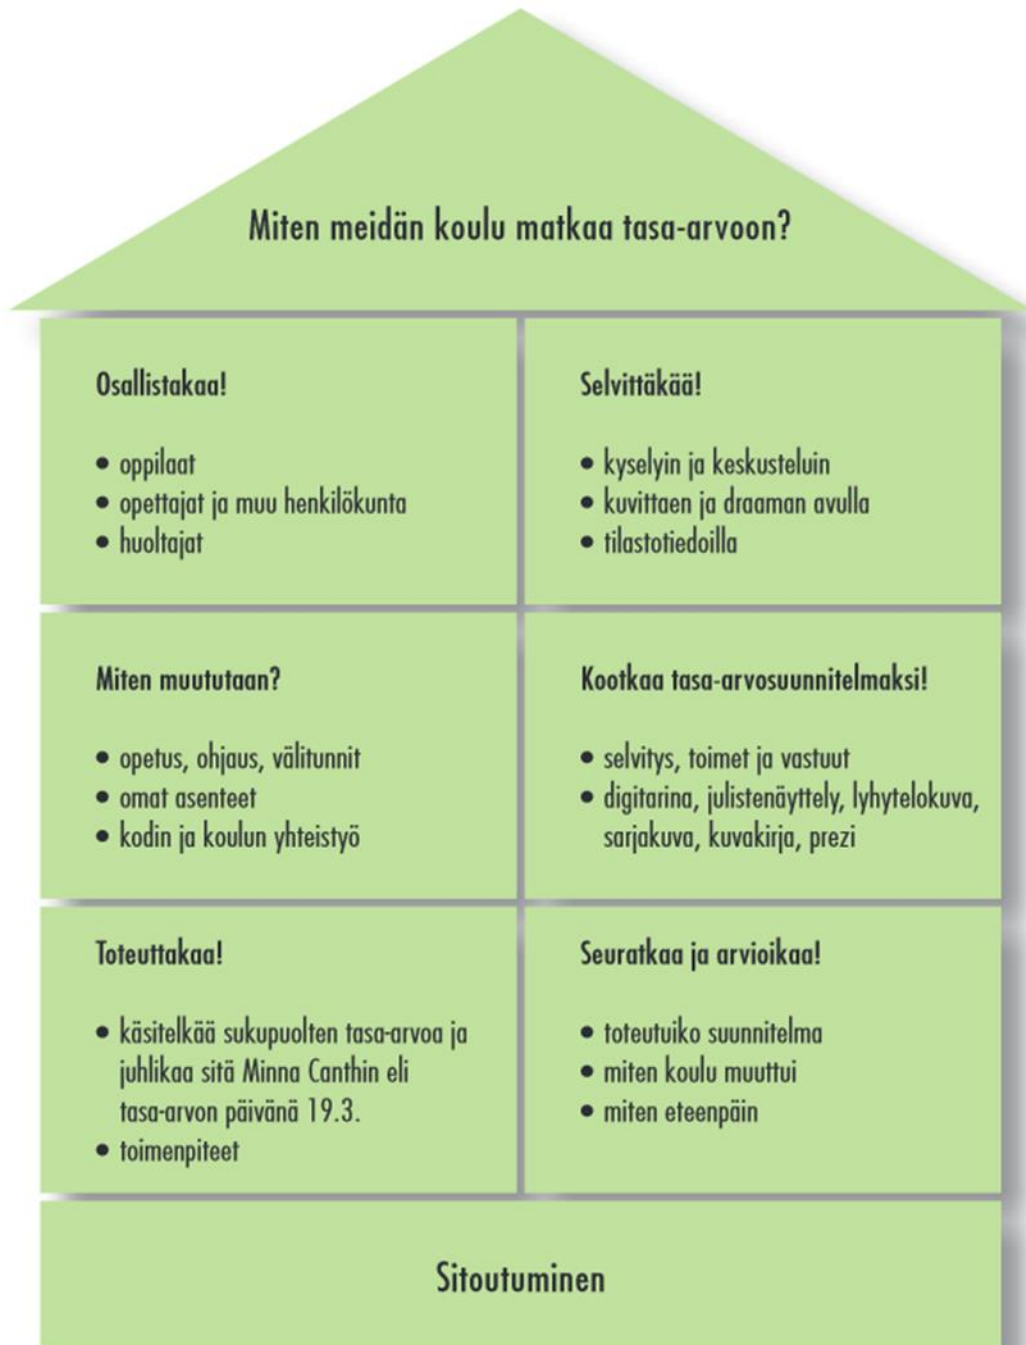 Miten meidän koulu matkaa tasa-arvoon?
Osallistakaa!
• oppilaat
• opettajat ja muu henkilökunta
• huoltajat
Selvittäkää!
• kyselyin ja keskusteluin
• kuvittaen ja draaman avulla
• tilastotiedoilla
Miten muututaan?
• opetus, ohjaus, välitunnit
• omat asenteet
• kodin ja koulun yhteistyö
Kootkaa tasa-arvosuunnitelmaksi!
• selvitys, toimet ja vastuut
• digitarina, julistenäyttely, lyhytelokuva,
sarjakuva, kuvakirja, prezi
Toteuttakaa!
• käsitelkää sukupuolten tasa-arvoa ja
juhlikaa sitä Minna Canthin eli
tasa-arvon päivänä 19.3.
• toimenpiteet
Seuratkaa ja arvioikaa!
• toteutuiko suunnitelma
• miten koulu muuttui
• miten eteenpäin
Sitoutuminen